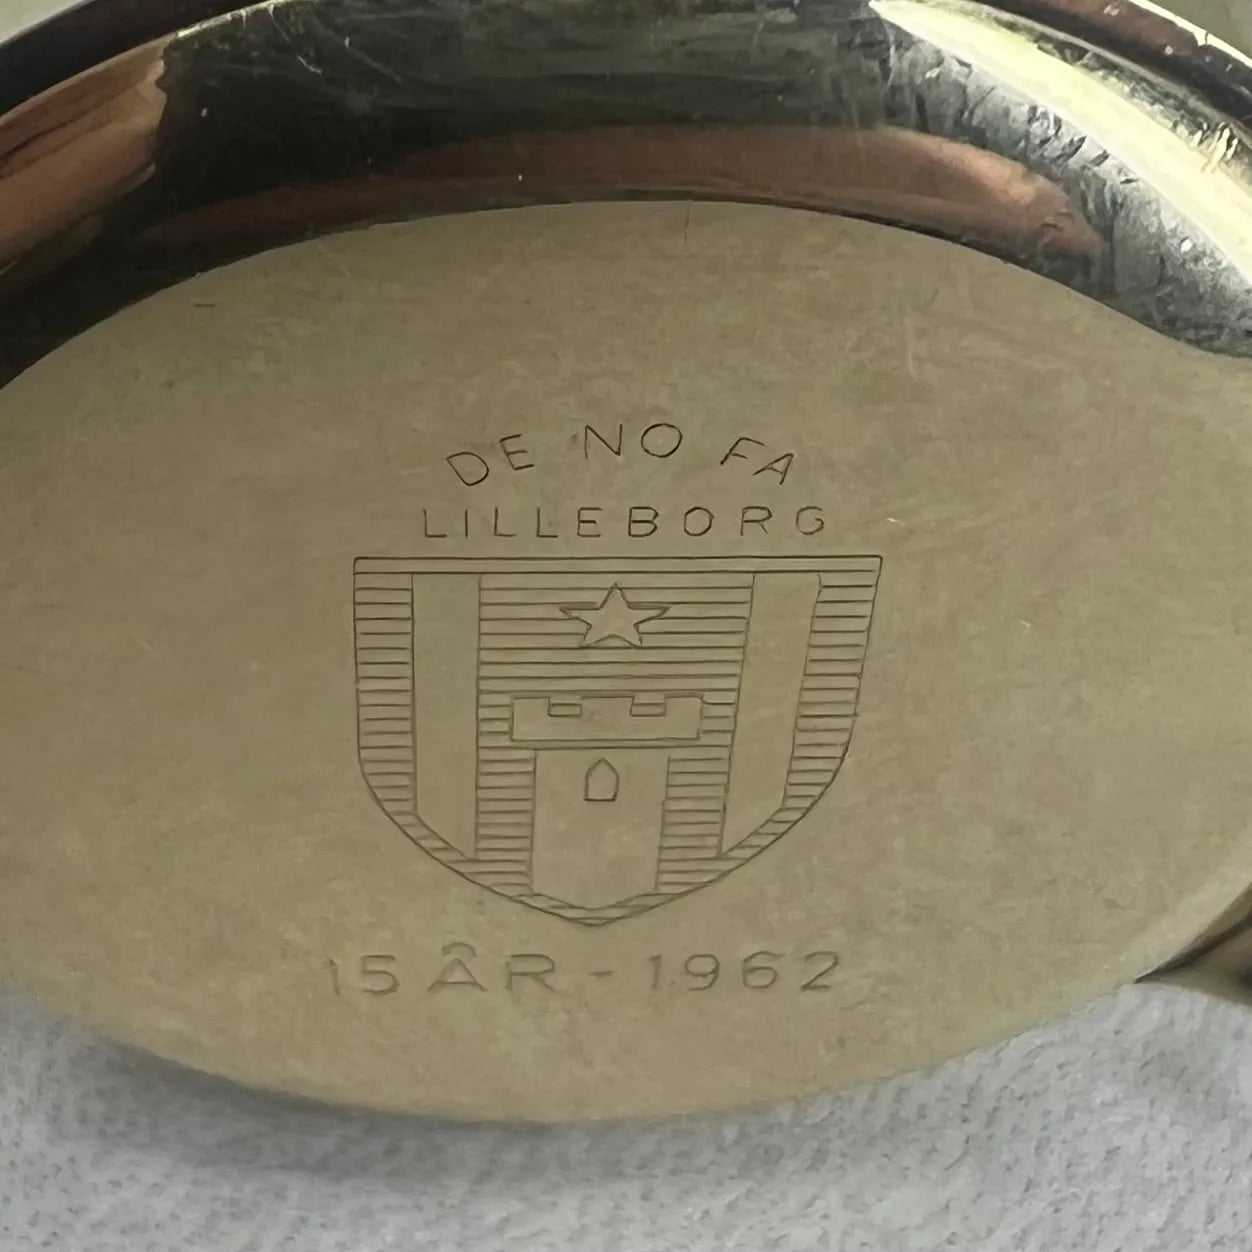 DE NO FA
LILLEBORG
15 ÅR - 1962